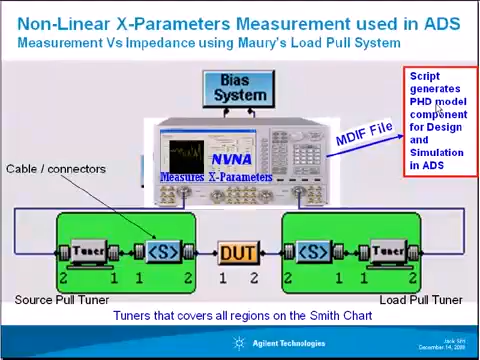 Non-Linear X-Parameters Measurement used in ADS
Measurement Vs Impedance using Maury's Load Pull System
Bias
System
Script
generates
PHD model
component
for Design
and
Simulation
in ADS
MDIF File
NVNA
Measures X-Parameters
Cable / connectors
Tuner
<S>
DUT
<S>
Tuner
2 1 1 2 1 2 2 1 1 2
Source Pull Tuner
Load Pull Tuner
Tuners that covers all regions on the Smith Chart
Agilent Technologies
December 14, 2008